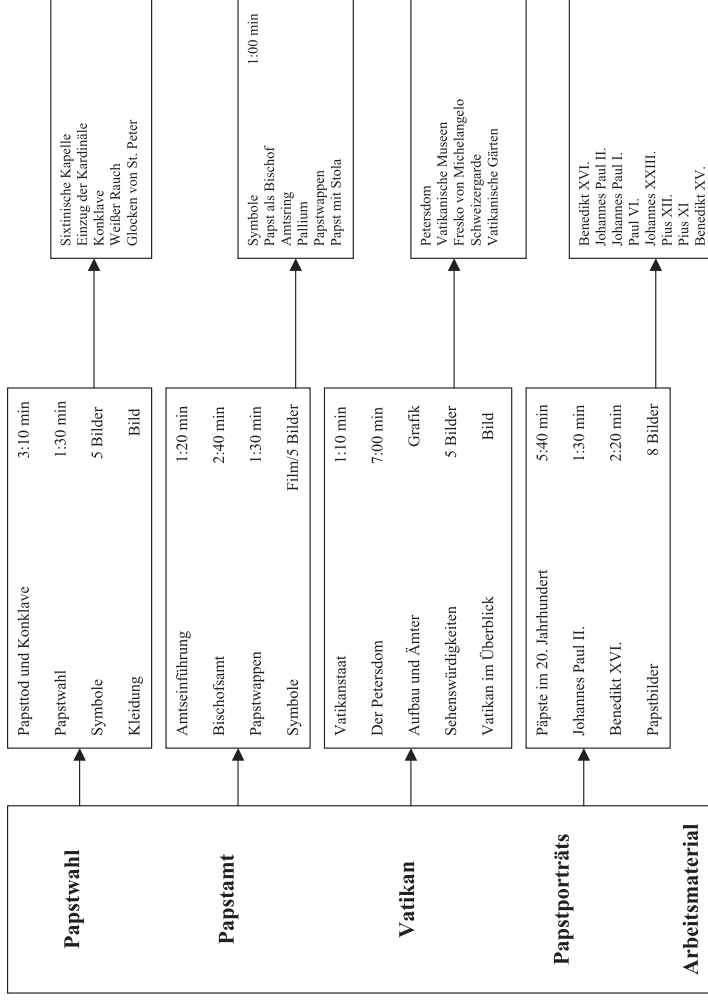 Papstwahl
Papsttod und Konklave 3:10 min
Papstwahl 1:30 min
Symbole 5 Bilder
Kleidung Bild
Sixtinische Kapelle
Einzug der Kardinäle
Konklave
Weißer Rauch
Glocken von St. Peter
Papstamt
Amtseinführung 1:20 min
Bischofsamt 2:40 min
Papstwappen 1:30 min
Symbole Film/5 Bilder
Symbole 1:00 min
Papst als Bischof
Amtsring
Pallium
Papstwappen
Papst mit Stola
Vatikan
Vatikanstaat 1:10 min
Der Petersdom 7:00 min
Aufbau und Ämter Grafik
Sehenswürdigkeiten 5 Bilder
Vatikan im Überblick Bild
Petersdom
Vatikanische Museen
Fresko von Michelangelo
Schweizergarde
Vatikanische Gärten
Papstporträts
Päpste im 20. Jahrhundert 5:40 min
Johannes Paul II. 1:30 min
Benedikt XVI. 2:20 min
Papstbilder 8 Bilder
Benedikt XVI.
Johannes Paul II.
Johannes Paul I.
Paul VI.
Johannes XXIII.
Pius XII.
Pius XI
Benedikt XV.
Arbeitsmaterial